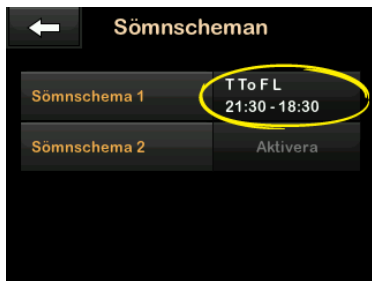 Sömnscheman
Sömnschema 1
T To F L
21:30 - 18:30
Sömnschema 2
Aktivera